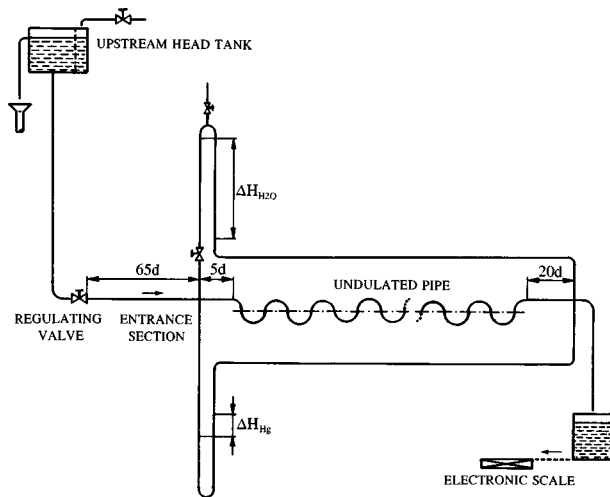 UPSTREAM HEAD TANK
ΔH_H2O
65d
5d
20d
UNDULATED PIPE
REGULATING
VALVE
ENTRANCE
SECTION
ΔH_Hg
ELECTRONIC SCALE